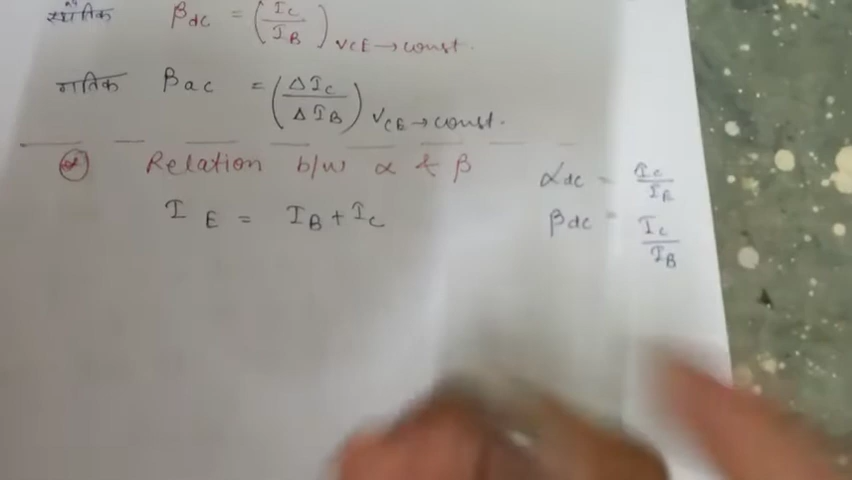 स्थैतिक βdc = (IC/IB) VCE → const.
गतिक βac = (ΔIC/ΔIB) VCE → const.
Relation b/w α & β
IE = IB + IC
αdc = IC/IE
βdc = IC/IB